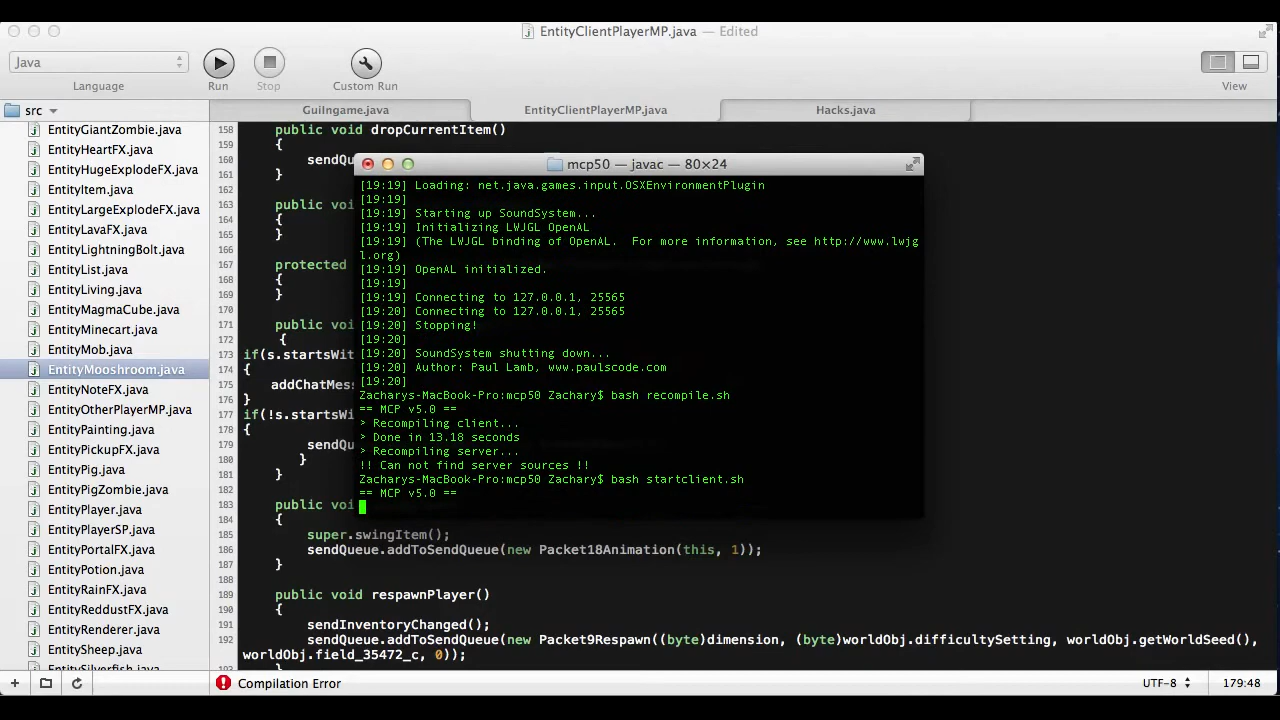 EntityClientPlayerMP.java — Edited
Java
Language
Run
Stop
Custom Run
View
src
GuiIngame.java
EntityClientPlayerMP.java
Hacks.java
EntityGiantZombie.java
EntityHeartFX.java
EntityHugeExplodeFX.java
EntityItem.java
EntityLargeExplodeFX.java
EntityLavaFX.java
EntityLightningBolt.java
EntityList.java
EntityLiving.java
EntityMagmaCube.java
EntityMinecart.java
EntityMob.java
EntityMooshroom.java
EntityNoteFX.java
EntityOtherPlayerMP.java
EntityPainting.java
EntityPickupFX.java
EntityPig.java
EntityPigZombie.java
EntityPlayer.java
EntityPlayerSP.java
EntityPortalFX.java
EntityPotion.java
EntityRainFX.java
EntityReddustFX.java
EntityRenderer.java
EntitySheep.java
EntitySilverfish.java
158 public void dropCurrentItem()
159 {
160 sendQu
161 }
162
163 public voi
164 {
165 }
166
167 protected
168 {
169 }
170
171 public voi
172 {
173 if(s.startsWit
174 {
175 addChatMess
176 }
177 if(!s.startsWi
178 {
179 sendQu
180 }
181 }
182
183 public voi
184 {
185 super.swingItem();
186 sendQueue.addToSendQueue(new Packet18Animation(this, 1));
187 }
188
189 public void respawnPlayer()
190 {
191 sendInventoryChanged();
192 sendQueue.addToSendQueue(new Packet9Respawn((byte)dimension, (byte)worldObj.difficultySetting, worldObj.getWorldSeed(),
worldObj.field_35472_c, 0));
mcp50 — javac — 80×24
[19:19] Loading: net.java.games.input.OSXEnvironmentPlugin
[19:19]
[19:19] Starting up SoundSystem...
[19:19] Initializing LWJGL OpenAL
[19:19] (The LWJGL binding of OpenAL.  For more information, see http://www.lwjg
l.org)
[19:19] OpenAL initialized.
[19:19]
[19:19] Connecting to 127.0.0.1, 25565
[19:20] Connecting to 127.0.0.1, 25565
[19:20] Stopping!
[19:20]
[19:20] SoundSystem shutting down...
[19:20] Author: Paul Lamb, www.paulscode.com
[19:20]
Zacharys-MacBook-Pro:mcp50 Zachary$ bash recompile.sh
== MCP v5.0 ==
> Recompiling client...
> Done in 13.18 seconds
> Recompiling server...
!! Can not find server sources !!
Zacharys-MacBook-Pro:mcp50 Zachary$ bash startclient.sh
== MCP v5.0 ==
Compilation Error
UTF-8
179:48